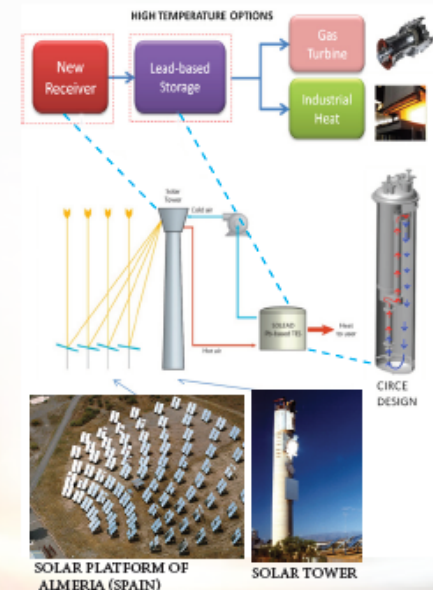 HIGH TEMPERATURE OPTIONS
New
Receiver
Lead-based
Storage
Gas
Turbine
Industrial
Heat
Solar
Tower
Cold air
SOLEAD
Pb-based TES
Heat
to user
Hot air
CIRCE
DESIGN
SOLAR PLATFORM OF
ALMERIA (SPAIN)
SOLAR TOWER